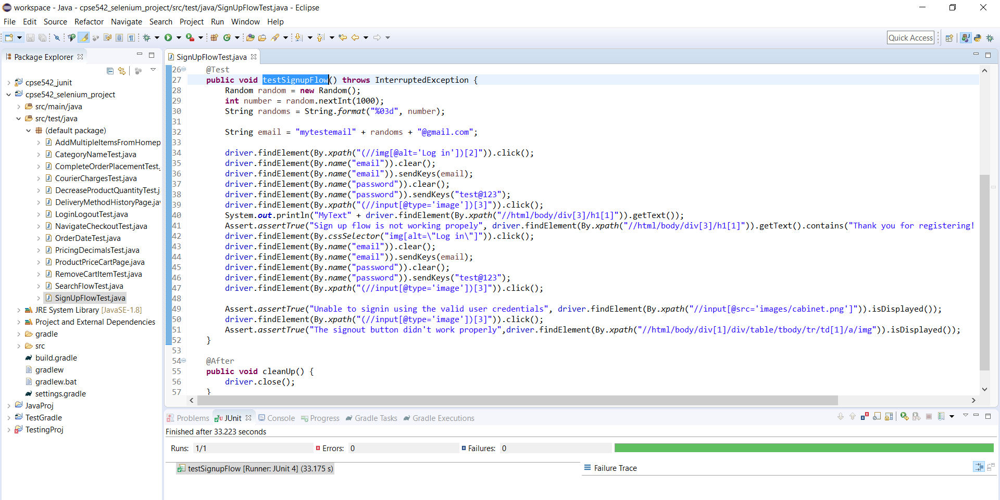 workspace - Java - cpse542_selenium_project/src/test/java/SignUpFlowTest.java - Eclipse
File Edit Source Refactor Navigate Search Project Run Window Help
Quick Access
Package Explorer
cpse542_junit
cpse542_selenium_project
src/main/java
src/test/java
(default package)
AddMultipleItemsFromHomep
CategoryNameTest.java
CompleteOrderPlacementTest.
CourierChargesTest.java
DecreaseProductQuantityTest.j
DeliveryMethodHistoryPage.jav
LoginLogoutTest.java
NavigateCheckoutTest.java
OrderDateTest.java
PricingDecimalsTest.java
ProductPriceCartPage.java
RemoveCartItemTest.java
SearchFlowTest.java
SignUpFlowTest.java
JRE System Library [JavaSE-1.8]
Project and External Dependencies
gradle
src
build.gradle
gradlew
gradlew.bat
settings.gradle
JavaProj
TestGradle
TestingProj
SignUpFlowTest.java
26 @Test
27 public void testSignupFlow() throws InterruptedException {
28 Random random = new Random();
29 int number = random.nextInt(1000);
30 String randoms = String.format("%03d", number);
31
32 String email = "mytestemail" + randoms + "@gmail.com";
33
34 driver.findElement(By.xpath("(//img[@alt='Log in'])[2]")).click();
35 driver.findElement(By.name("email")).clear();
36 driver.findElement(By.name("email")).sendKeys(email);
37 driver.findElement(By.name("password")).clear();
38 driver.findElement(By.name("password")).sendKeys("test@123");
39 driver.findElement(By.xpath("(//input[@type='image'])[3]")).click();
40 System.out.println("MyText" + driver.findElement(By.xpath("//html/body/div[3]/h1[1]")).getText());
41 Assert.assertTrue("Sign up flow is not working propely", driver.findElement(By.xpath("//html/body/div[3]/h1[1]")).getText().contains("Thank you for registering!
42 driver.findElement(By.cssSelector("img[alt=\"Log in\"]")).click();
43 driver.findElement(By.name("email")).clear();
44 driver.findElement(By.name("email")).sendKeys(email);
45 driver.findElement(By.name("password")).clear();
46 driver.findElement(By.name("password")).sendKeys("test@123");
47 driver.findElement(By.xpath("(//input[@type='image'])[3]")).click();
48
49 Assert.assertTrue("Unable to signin using the valid user credentials", driver.findElement(By.xpath("//input[@src='images/cabinet.png']")).isDisplayed());
50 driver.findElement(By.xpath("(//input[@type='image'])[3]")).click();
51 Assert.assertTrue("The signout button didn't work properly",driver.findElement(By.xpath("//html/body/div[1]/div/table/tbody/tr/td[1]/a/img")).isDisplayed());
52 }
53
54 @After
55 public void cleanUp() {
56 driver.close();
57 }
Problems JUnit Console Progress Gradle Tasks Gradle Executions
Finished after 33.223 seconds
Runs: 1/1 Errors: 0 Failures: 0
testSignupFlow [Runner: JUnit 4] (33.175 s)
Failure Trace